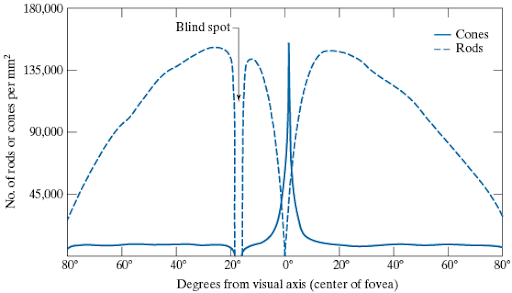 180,000
135,000
90,000
45,000
No. of rods or cones per mm²
Blind spot
Cones
Rods
80° 60° 40° 20° 0° 20° 40° 60° 80°
Degrees from visual axis (center of fovea)